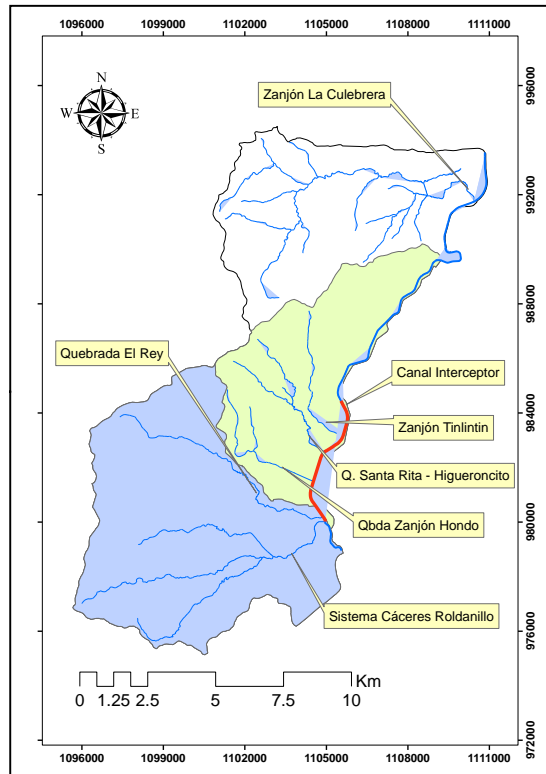 1096000 1099000 1102000 1105000 1108000 1111000
996000
Zanjón La Culebrera
N
W E
S
992000
988000
Quebrada El Rey
Canal Interceptor
984000
Zanjón Tinlintin
Q. Santa Rita - Higueroncito
Qbda Zanjón Hondo
980000
Sistema Cáceres Roldanillo
976000
Km
0 1.25 2.5 5 7.5 10
972000
1096000 1099000 1102000 1105000 1108000 1111000